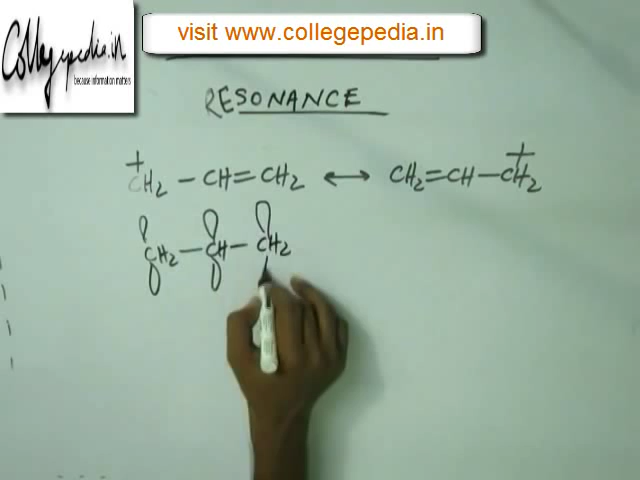 visit www.collegepedia.in
Collegepedia.in
because information matters
RESONANCE
+
CH2 – CH=CH2 ↔ CH2=CH–CH2
+
CH2 – CH – CH2